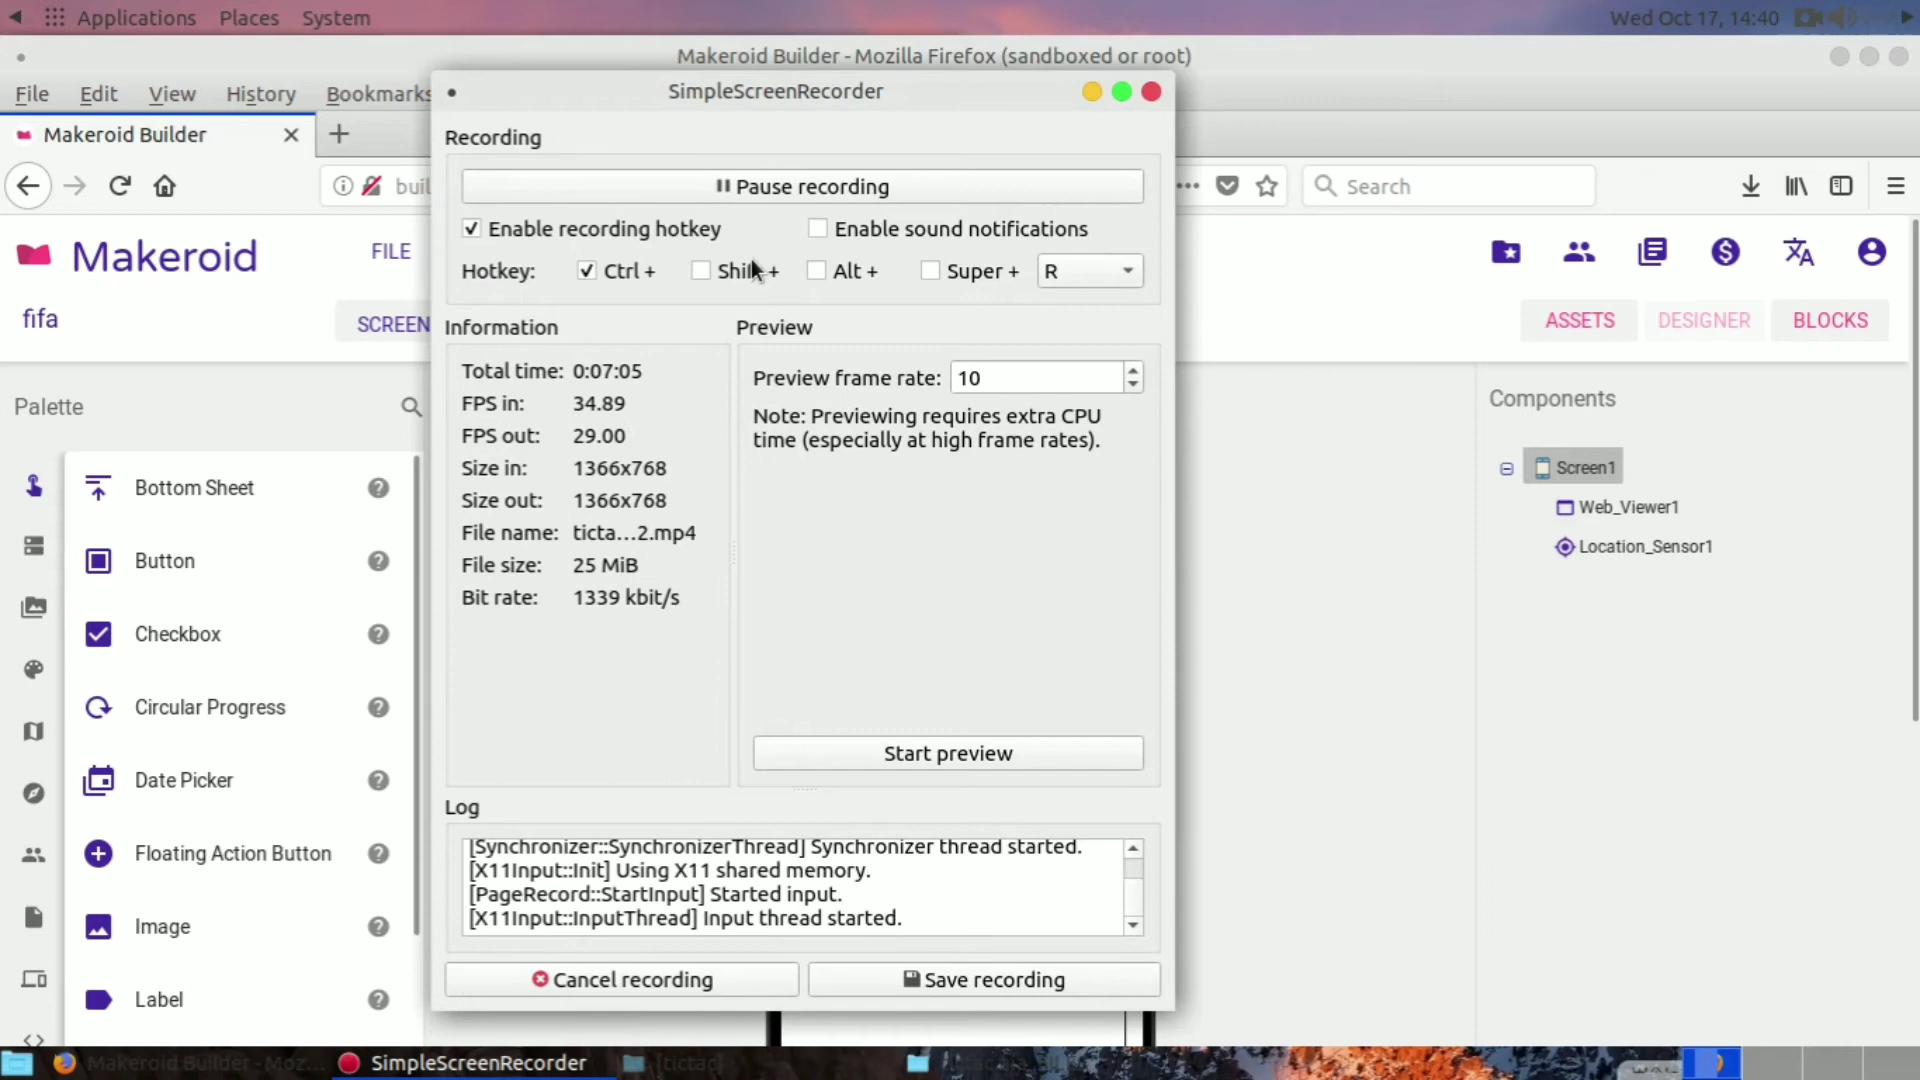 Applications Places System
Wed Oct 17, 14:40
Makeroid Builder - Mozilla Firefox (sandboxed or root)
File Edit View History Bookmarks
Makeroid Builder
Search
Makeroid
FILE
fifa
SCREEN
ASSETS DESIGNER BLOCKS
Palette
Bottom Sheet
Button
Checkbox
Circular Progress
Date Picker
Floating Action Button
Image
Label
SimpleScreenRecorder
Recording
Pause recording
Enable recording hotkey Enable sound notifications
Hotkey: Ctrl + + Alt + Super + R
Information
Total time: 0:07:05
FPS in: 34.89
FPS out: 29.00
Size in: 1366x768
Size out: 1366x768
File name: ticta...2.mp4
File size: 25 MiB
Bit rate: 1339 kbit/s
Preview
Preview frame rate: 10
Note: Previewing requires extra CPU
time (especially at high frame rates).
Start preview
Log
[Synchronizer::SynchronizerThread] Synchronizer thread started.
[X11Input::Init] Using X11 shared memory.
[PageRecord::StartInput] Started input.
[X11Input::InputThread] Input thread started.
Cancel recording Save recording
Components
Screen1
Web_Viewer1
Location_Sensor1
Makeroid Builder - Moz...
SimpleScreenRecorder